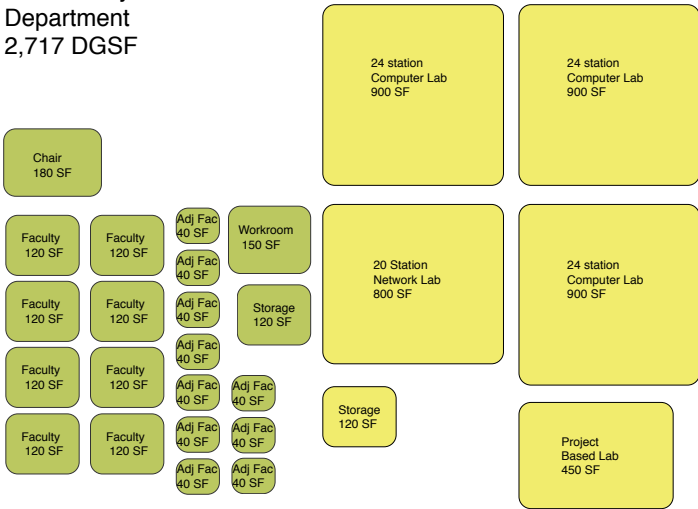 Department
2,717 DGSF
Chair
180 SF
Faculty
120 SF
Faculty
120 SF
Faculty
120 SF
Faculty
120 SF
Faculty
120 SF
Faculty
120 SF
Faculty
120 SF
Faculty
120 SF
Adj Fac
40 SF
Adj Fac
40 SF
Adj Fac
40 SF
Adj Fac
40 SF
Adj Fac
40 SF
Adj Fac
40 SF
Adj Fac
40 SF
Adj Fac
40 SF
Adj Fac
40 SF
Adj Fac
40 SF
Workroom
150 SF
Storage
120 SF
24 station
Computer Lab
900 SF
24 station
Computer Lab
900 SF
20 Station
Network Lab
800 SF
24 station
Computer Lab
900 SF
Storage
120 SF
Project
Based Lab
450 SF